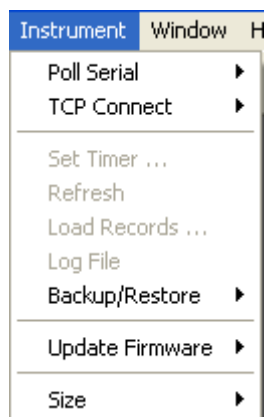 Instrument Window H
Poll Serial
TCP Connect
Set Timer ...
Refresh
Load Records ...
Log File
Backup/Restore
Update Firmware
Size